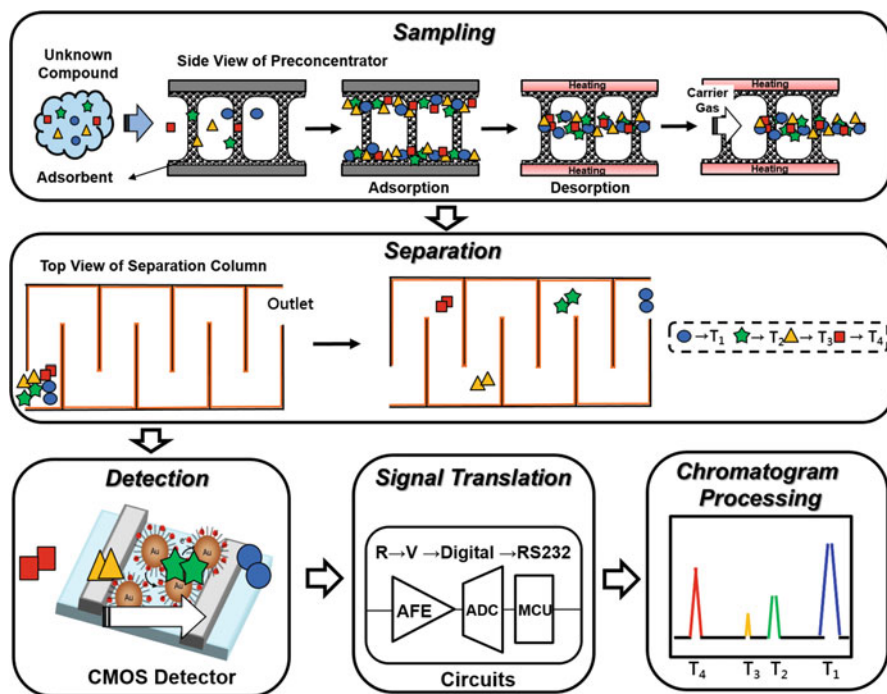 Sampling
Unknown
Compound
Side View of Preconcentrator
Adsorbent
Adsorption
Heating
Heating
Desorption
Heating
Carrier
Gas
Heating
Separation
Top View of Separation Column
Outlet
→T₁ → T₂ → T₃ → T₄
Detection
Au
Au
Au
Au
CMOS Detector
Signal Translation
R→V →Digital →RS232
AFE
ADC
MCU
Circuits
Chromatogram
Processing
T₄ T₃ T₂ T₁